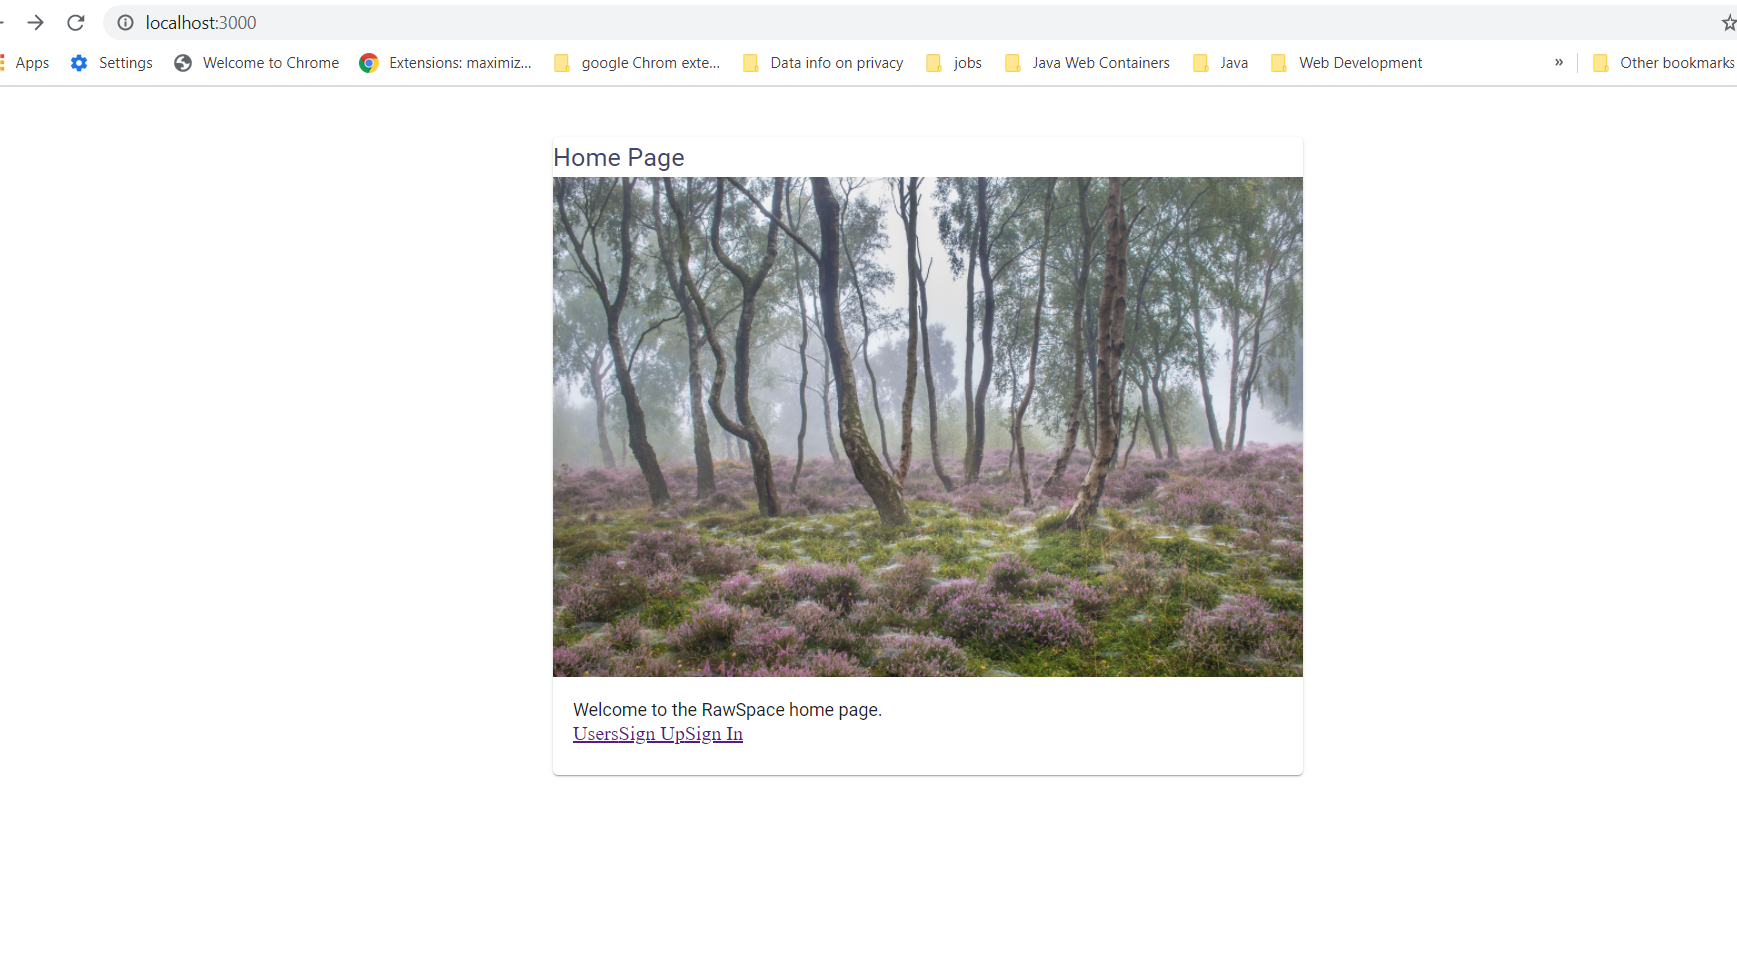 localhost:3000
Apps Settings Welcome to Chrome Extensions: maximiz... google Chrom exte... Data info on privacy jobs Java Web Containers Java Web Development » Other bookmarks
Home Page
Welcome to the RawSpace home page.
UsersSign UpSign In